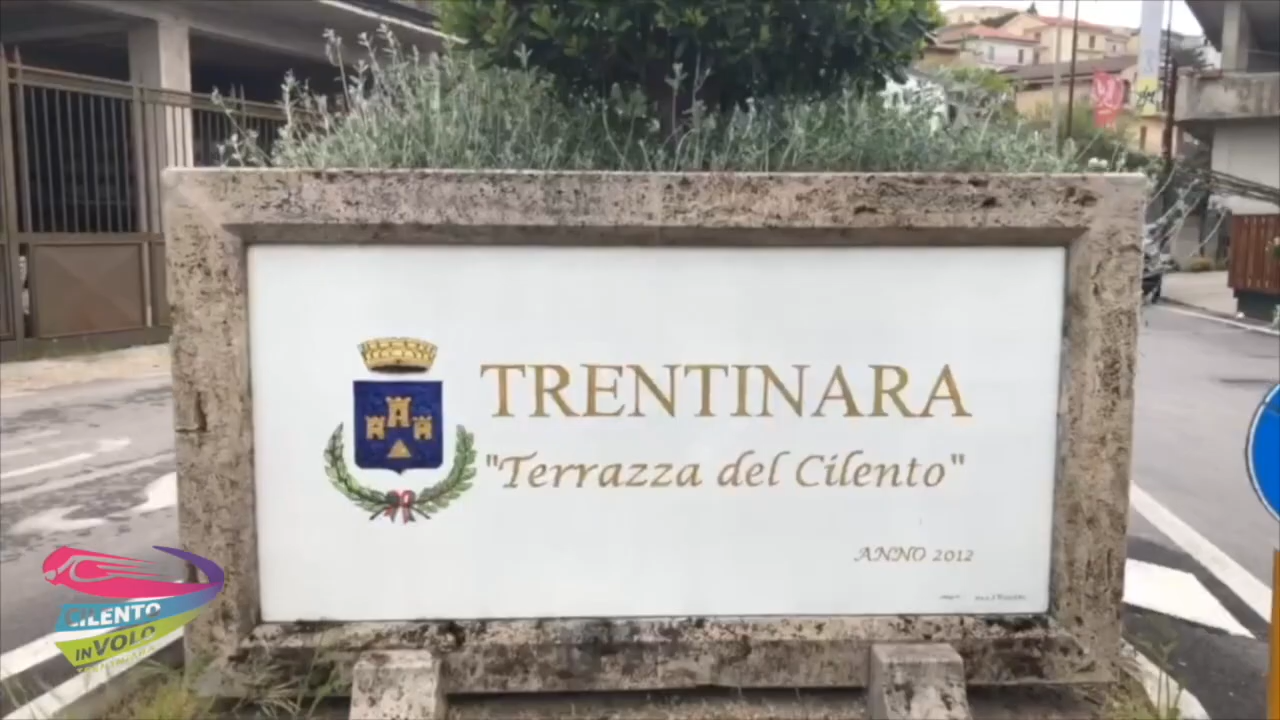 TRENTINARA
"Terrazza del Cilento"
ANNO 2012
CILENTO
IN VOLO